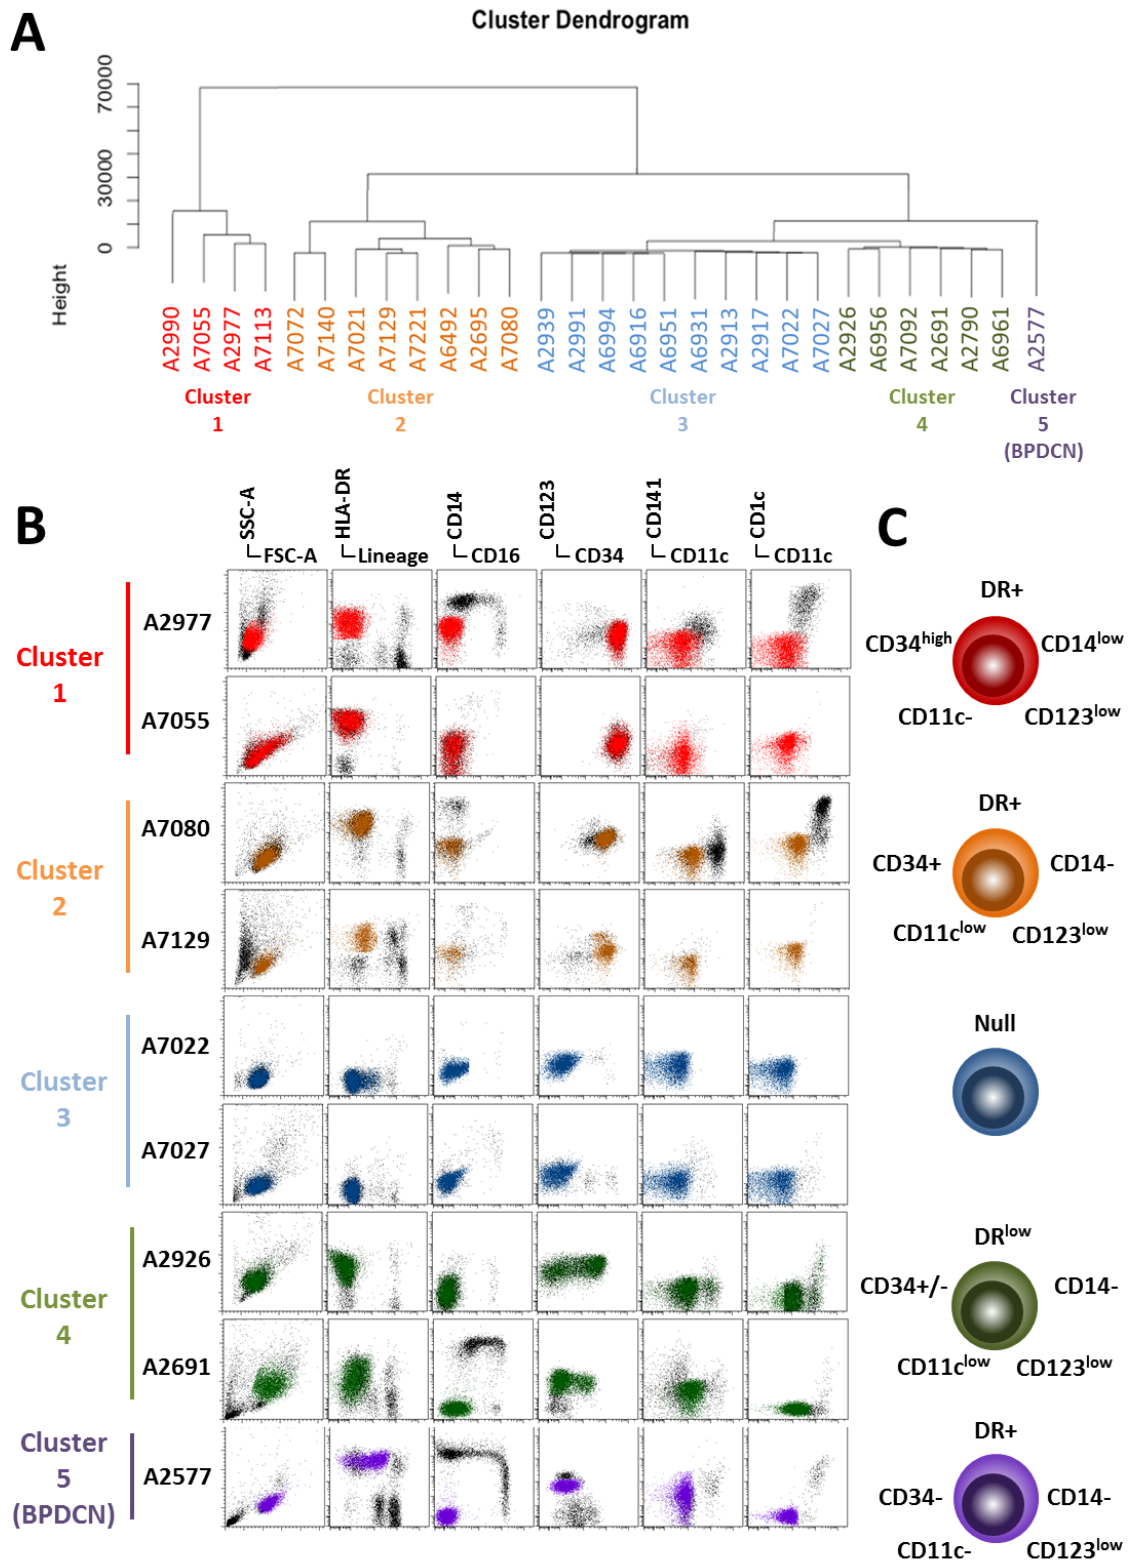 A
Cluster Dendrogram
Height
0 30000 70000
A2990 A7055 A2977 A7113 A7072 A7140 A7021 A7129 A7221 A6492 A2695 A7080 A2939 A2991 A6994 A6916 A6951 A6931 A2913 A2917 A7022 A7027 A2926 A6956 A7092 A2691 A2790 A6961 A2577
Cluster Cluster Cluster Cluster Cluster
1 2 3 4 5
(BPDCN)
B
SSC-A HLA-DR CD14 CD123 CD141 CD1c
FSC-A Lineage CD16 CD34 CD11c CD11c
C
Cluster
1
A2977
A7055
DR+
CD34high CD14low
CD11c- CD123low
Cluster
2
A7080
A7129
DR+
CD34+ CD14-
CD11clow CD123low
Cluster
3
A7022
A7027
Null
Cluster
4
A2926
A2691
DRlow
CD34+/- CD14-
CD11clow CD123low
Cluster
5
(BPDCN)
A2577
DR+
CD34- CD14-
CD11c- CD123low